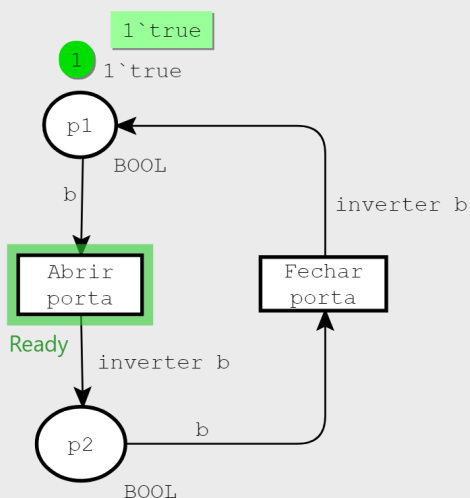 1`true
1
1`true
p1
BOOL
b
inverter b
Abrir
porta
Fechar
porta
Ready
inverter b
b
p2
BOOL